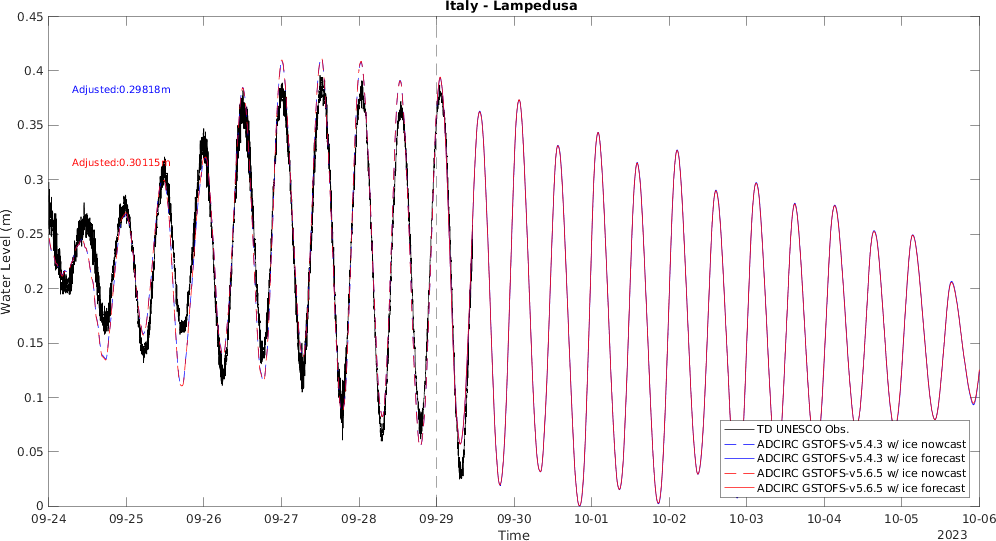 Italy - Lampedusa
0.45
0.4
0.35
0.3
0.25
0.2
0.15
0.1
0.05
0
Water Level (m)
Adjusted:0.29818m
Adjusted:0.30115m
TD UNESCO Obs.
ADCIRC GSTOFS-v5.4.3 w/ ice nowcast
ADCIRC GSTOFS-v5.4.3 w/ ice forecast
ADCIRC GSTOFS-v5.6.5 w/ ice nowcast
ADCIRC GSTOFS-v5.6.5 w/ ice forecast
09-24 09-25 09-26 09-27 09-28 09-29 09-30 10-01 10-02 10-03 10-04 10-05 10-06
Time
2023